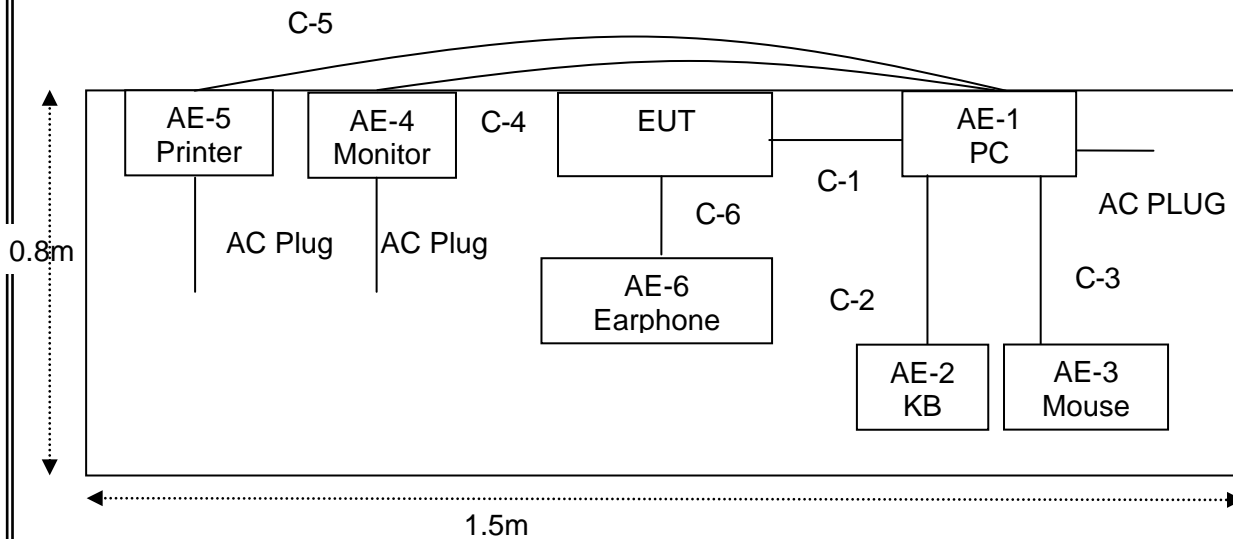 C-5
AE-5
Printer
AE-4
Monitor
C-4
EUT
AE-1
PC
C-1
AC PLUG
C-6
0.8m
AC Plug
AC Plug
AE-6
Earphone
C-2
C-3
AE-2
KB
AE-3
Mouse
1.5m